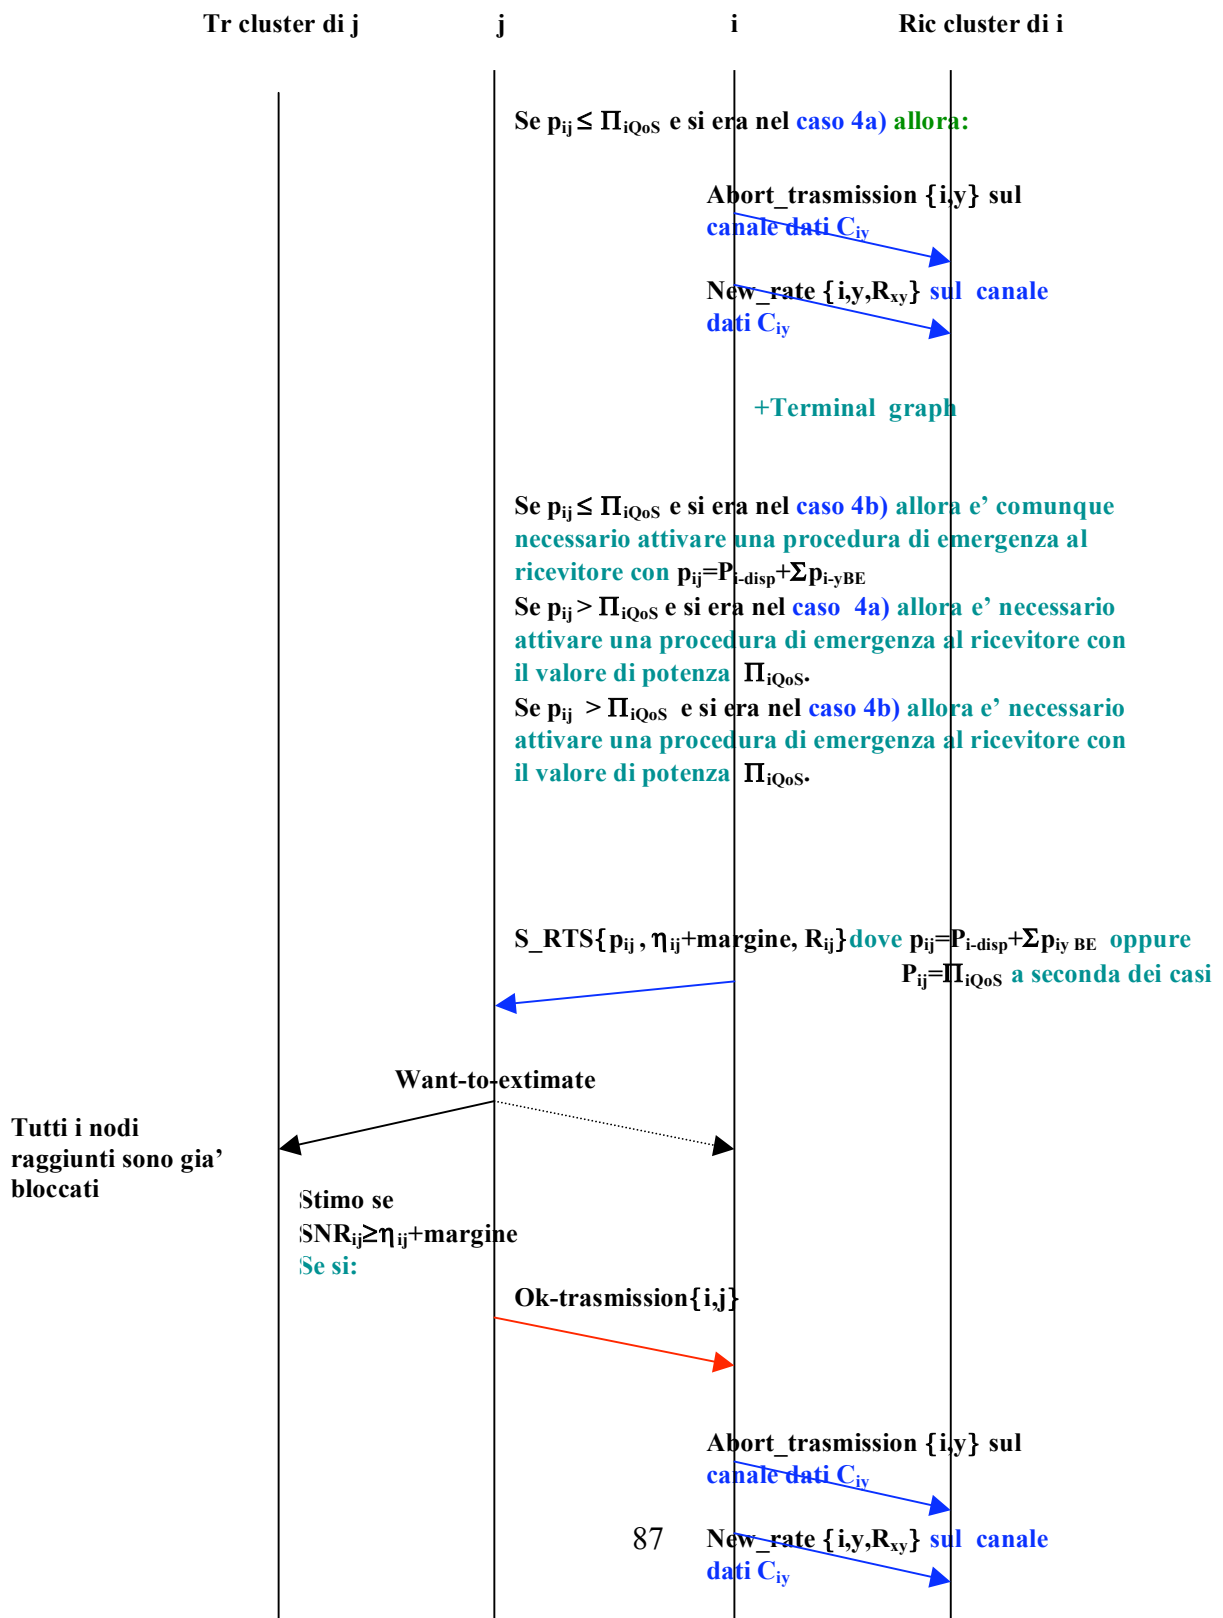 Tr cluster di j j i Ric cluster di i
Se pij ≤ ΠiQoS e si era nel caso 4a) allora:
Abort_trasmission {i,y} sul
canale dati Ciy
New_rate {i,y,Rxy} sul canale
dati Ciy
+Terminal graph
Se pij ≤ ΠiQoS e si era nel caso 4b) allora e' comunque
necessario attivare una procedura di emergenza al
ricevitore con pij=Pi-disp+Σpi-yBE
Se pij > ΠiQoS e si era nel caso 4a) allora e' necessario
attivare una procedura di emergenza al ricevitore con
il valore di potenza ΠiQoS.
Se pij > ΠiQoS e si era nel caso 4b) allora e' necessario
attivare una procedura di emergenza al ricevitore con
il valore di potenza ΠiQoS.
S_RTS{pij , ηij+margine, Rij}dove pij=Pi-disp+Σpiy BE oppure
Pij=ΠiQoS a seconda dei casi
Want-to-extimate
Tutti i nodi
raggiunti sono gia'
bloccati
Stimo se
SNRij≥ηij+margine
Se si:
Ok-trasmission{i,j}
Abort_trasmission {i,y} sul
canale dati Ciy
87 New_rate {i,y,Rxy} sul canale
dati Ciy